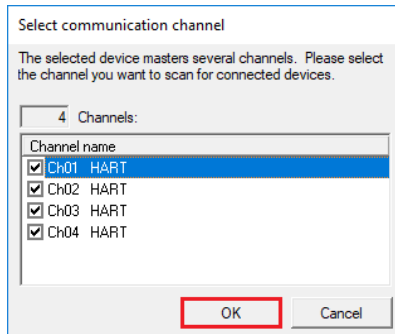 Select communication channel
The selected device masters several channels. Please select
the channel you want to scan for connected devices.
4 Channels:
Channel name
Ch01 HART
Ch02 HART
Ch03 HART
Ch04 HART
OK Cancel